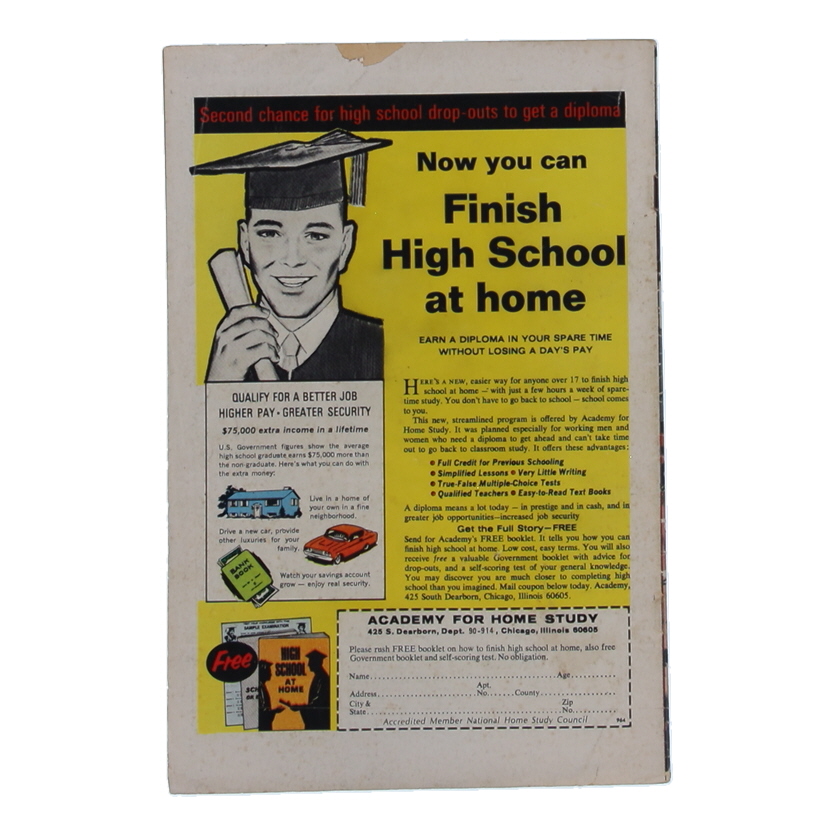 Second chance for high school drop-outs to get a diploma
Now you can
Finish
High School
at home
EARN A DIPLOMA IN YOUR SPARE TIME
WITHOUT LOSING A DAY'S PAY
HERE'S A NEW, easier way for anyone over 17 to finish high
school at home — with just a few hours a week of spare-
time study. You don't have to go back to school — school comes
to you.
This new, streamlined program is offered by Academy for
Home Study. It was planned especially for working men and
women who need a diploma to get ahead and can't take time
out to go back to classroom study. It offers these advantages:
• Full Credit for Previous Schooling
• Simplified Lessons • Very Little Writing
• True-False Multiple-Choice Tests
• Qualified Teachers • Easy-to-Read Text Books
A diploma means a lot today — in prestige and in cash, and in
greater job opportunities—increased job security
Get the Full Story—FREE
Send for Academy's FREE booklet. It tells you how you can
finish high school at home. Low cost, easy terms. You will also
receive free a valuable Government booklet with advice for
drop-outs, and a self-scoring test of your general knowledge.
You may discover you are much closer to completing high
school than you imagined. Mail coupon below today. Academy,
425 South Dearborn, Chicago, Illinois 60605.
QUALIFY FOR A BETTER JOB
HIGHER PAY • GREATER SECURITY
$75,000 extra income in a lifetime
U.S. Government figures show the average
high school graduate earns $75,000 more than
the non-graduate. Here's what you can do with
the extra money:
Live in a home of
your own in a fine
neighborhood.
Drive a new car, provide
other luxuries for your
family.
BANK
BOOK
Watch your savings account
grow — enjoy real security.
SAMPLE EXAMINATION
Free
HIGH
SCHOOL
AT
HOME
ACADEMY FOR HOME STUDY
425 S. Dearborn, Dept. 90-914, Chicago, Illinois 60605
Please rush FREE booklet on how to finish high school at home, also free
Government booklet and self-scoring test. No obligation.
Name Age
Apt.
Address No. County
City & Zip
State No.
Accredited Member National Home Study Council 964